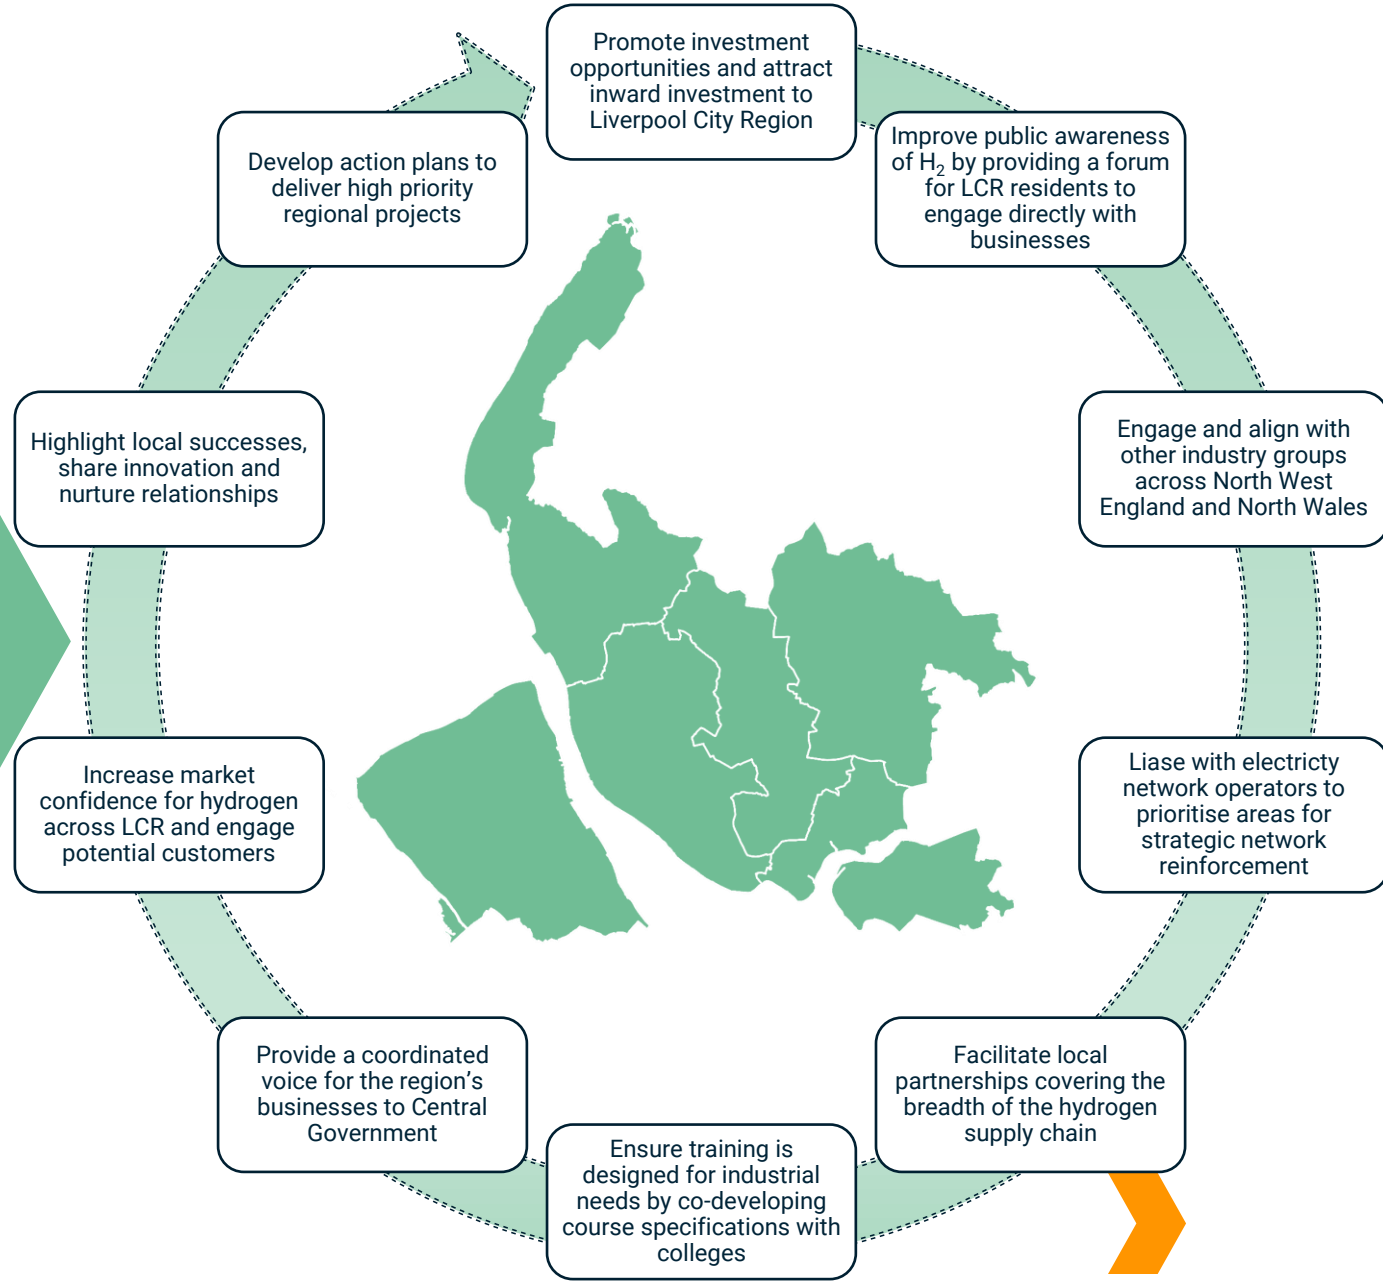 Promote investment
opportunities and attract
inward investment to
Liverpool City Region
Improve public awareness
of H₂ by providing a forum
for LCR residents to
engage directly with
businesses
Engage and align with
other industry groups
across North West
England and North Wales
Liase with electricty
network operators to
prioritise areas for
strategic network
reinforcement
Facilitate local
partnerships covering the
breadth of the hydrogen
supply chain
Ensure training is
designed for industrial
needs by co-developing
course specifications with
colleges
Provide a coordinated
voice for the region’s
businesses to Central
Government
Increase market
confidence for hydrogen
across LCR and engage
potential customers
Highlight local successes,
share innovation and
nurture relationships
Develop action plans to
deliver high priority
regional projects